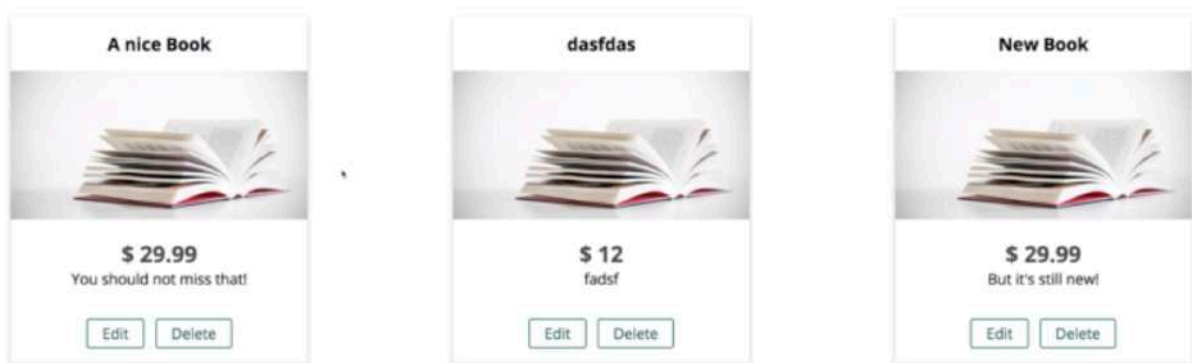 A nice Book
$ 29.99
You should not miss that!
Edit Delete
dasfdas
$ 12
fadsf
Edit Delete
New Book
$ 29.99
But it's still new!
Edit Delete